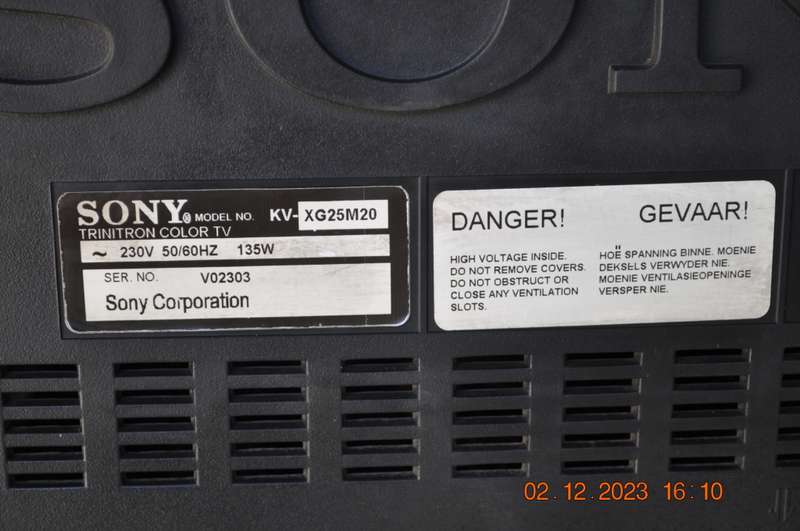 SONY
SONY® MODEL NO. KV-XG25M20
TRINITRON COLOR TV
~ 230V 50/60HZ 135W
SER. NO. V02303
Sony Corporation
DANGER! GEVAAR!
HIGH VOLTAGE INSIDE.
DO NOT REMOVE COVERS.
DO NOT OBSTRUCT OR
CLOSE ANY VENTILATION
SLOTS.
HOË SPANNING BINNE. MOENIE
DEKSELS VERWYDER NIE.
MOENIE VENTILASIEOPENINGE
VERSPER NIE.
02.12.2023 16:10